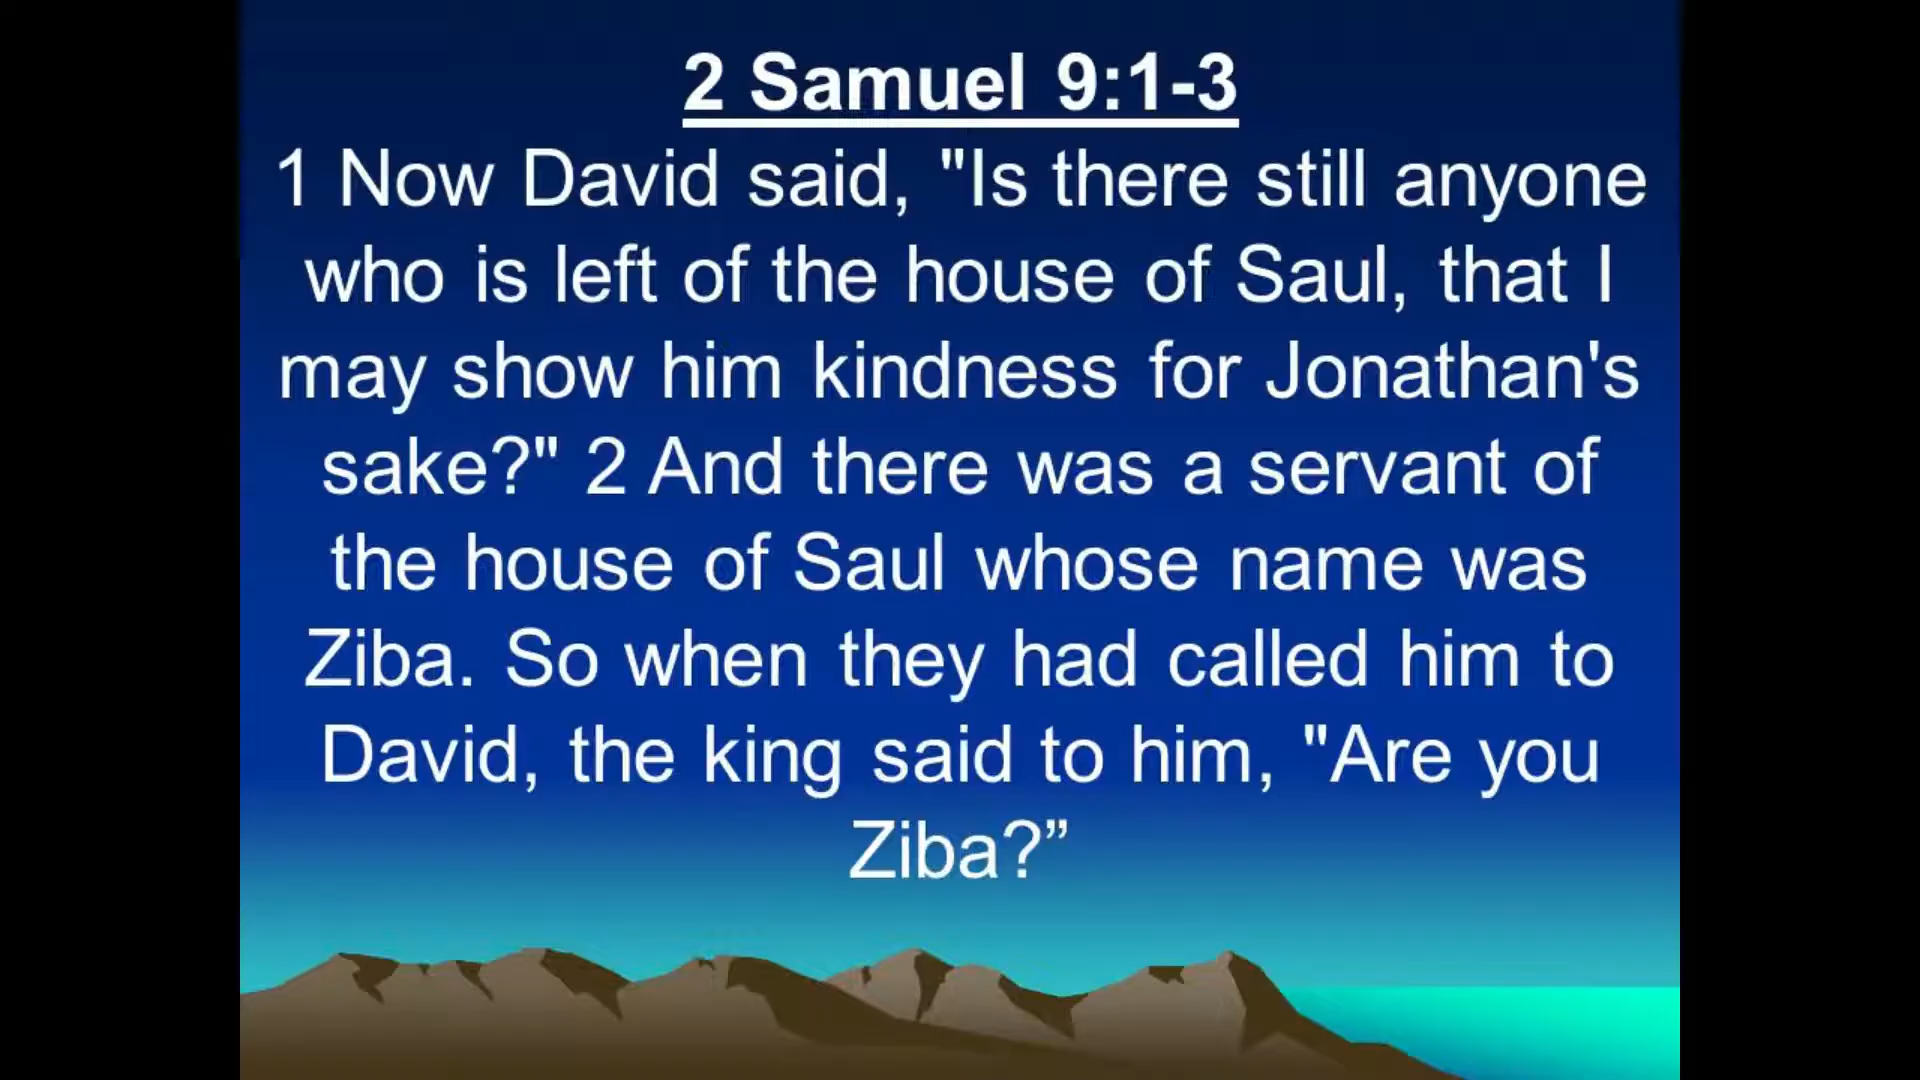 2 Samuel 9:1-3
1 Now David said, "Is there still anyone
who is left of the house of Saul, that I
may show him kindness for Jonathan's
sake?" 2 And there was a servant of
the house of Saul whose name was
Ziba. So when they had called him to
David, the king said to him, "Are you
Ziba?”